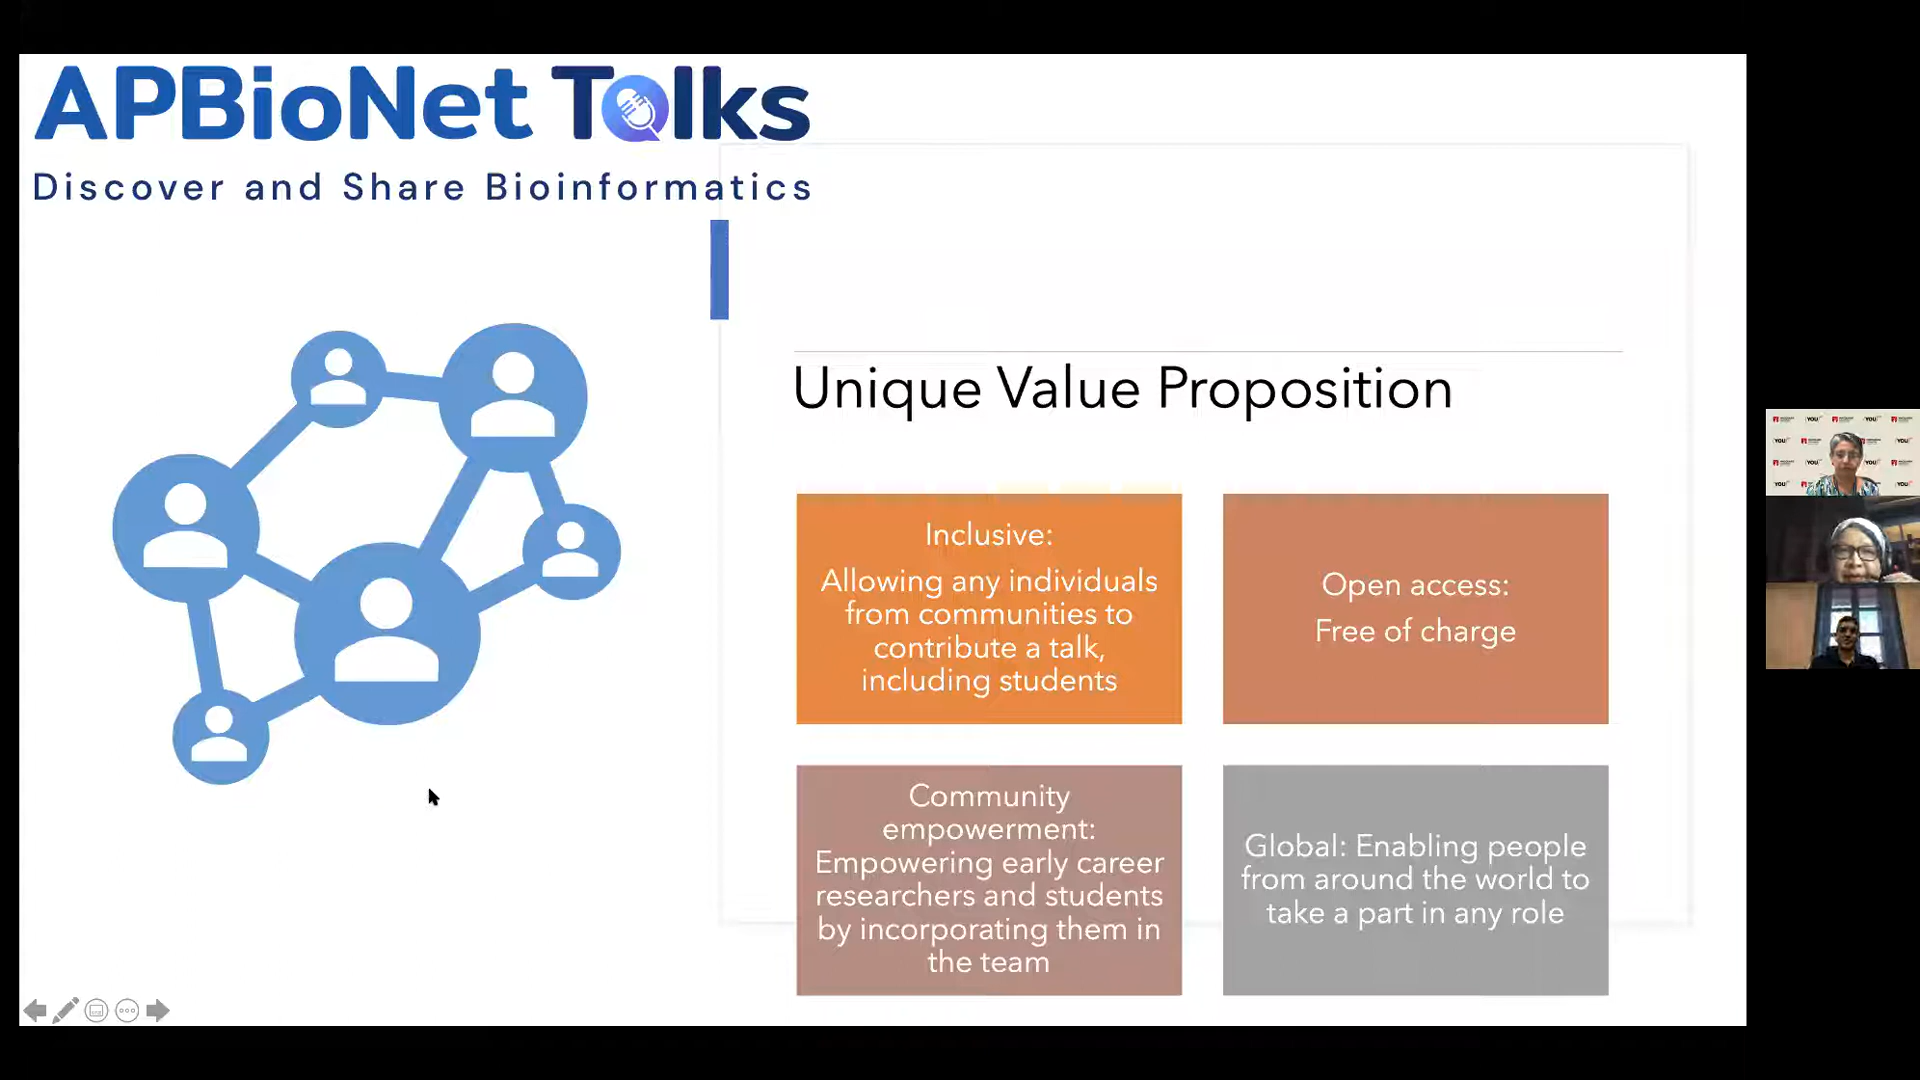 APBioNet Talks
Discover and Share Bioinformatics
Unique Value Proposition
Inclusive:
Allowing any individuals
from communities to
contribute a talk,
including students
Open access:
Free of charge
Community
empowerment:
Empowering early career
researchers and students
by incorporating them in
the team
Global: Enabling people
from around the world to
take a part in any role